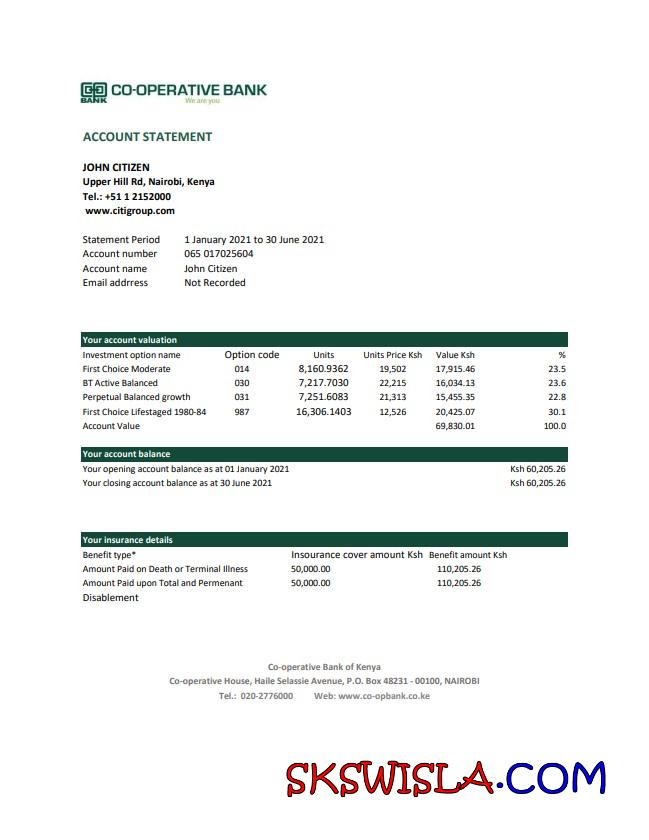 CO-OPERATIVE BANK
BANK
We are you
ACCOUNT STATEMENT
JOHN CITIZEN
Upper Hill Rd, Nairobi, Kenya
Tel.: +51 1 2152000
www.citigroup.com
Statement Period 1 January 2021 to 30 June 2021
Account number 065 017025604
Account name John Citizen
Email addrress Not Recorded
Your account valuation
Investment option name Option code Units Units Price Ksh Value Ksh %
First Choice Moderate 014 8,160.9362 19,502 17,915.46 23.5
BT Active Balanced 030 7,217.7030 22,215 16,034.13 23.6
Perpetual Balanced growth 031 7,251.6083 21,313 15,455.35 22.8
First Choice Lifestaged 1980-84 987 16,306.1403 12,526 20,425.07 30.1
Account Value 69,830.01 100.0
Your account balance
Your opening account balance as at 01 January 2021 Ksh 60,205.26
Your closing account balance as at 30 June 2021 Ksh 60,205.26
Your insurance details
Benefit type* Insourance cover amount Ksh Benefit amount Ksh
Amount Paid on Death or Terminal Illness 50,000.00 110,205.26
Amount Paid upon Total and Permenant 50,000.00 110,205.26
Disablement
Co-operative Bank of Kenya
Co-operative House, Haile Selassie Avenue, P.O. Box 48231 - 00100, NAIROBI
Tel.: 020-2776000 Web: www.co-opbank.co.ke
SKSWISLA.COM